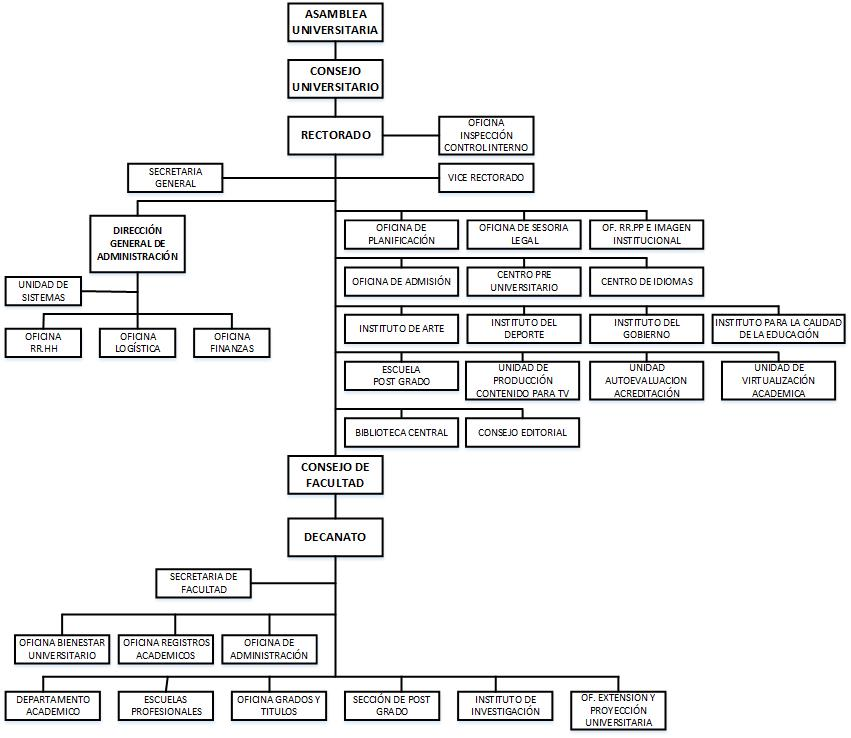 ASAMBLEA
UNIVERSITARIA
CONSEJO
UNIVERSITARIO
RECTORADO
OFICINA
INSPECCIÓN
CONTROL INTERNO
SECRETARIA
GENERAL
VICE RECTORADO
DIRECCIÓN
GENERAL DE
ADMINISTRACIÓN
UNIDAD DE
SISTEMAS
OFICINA
RR.HH
OFICINA
LOGÍSTICA
OFICINA
FINANZAS
OFICINA DE
PLANIFICACIÓN
OFICINA DE SESORIA
LEGAL
OF. RR.PP E IMAGEN
INSTITUCIONAL
OFICINA DE ADMISIÓN
CENTRO PRE
UNIVERSITARIO
CENTRO DE IDIOMAS
INSTITUTO DE ARTE
INSTITUTO DEL
DEPORTE
INSTITUTO DEL
GOBIERNO
INSTITUTO PARA LA CALIDAD
DE LA EDUCACIÓN
ESCUELA
POST GRADO
UNIDAD DE
PRODUCCIÓN
CONTENIDO PARA TV
UNIDAD
AUTOEVALUACION
ACREDITACIÓN
UNIDAD DE
VIRTUALIZACIÓN
ACADEMICA
BIBLIOTECA CENTRAL
CONSEJO EDITORIAL
CONSEJO DE
FACULTAD
DECANATO
SECRETARIA DE
FACULTAD
OFICINA BIENESTAR
UNIVERSITARIO
OFICINA REGISTROS
ACADEMICOS
OFICINA DE
ADMINISTRACIÓN
DEPARTAMENTO
ACADEMICO
ESCUELAS
PROFESIONALES
OFICINA GRADOS Y
TITULOS
SECCIÓN DE POST
GRADO
INSTITUTO DE
INVESTIGACIÓN
OF. EXTENSION Y
PROYECCIÓN
UNIVERSITARIA